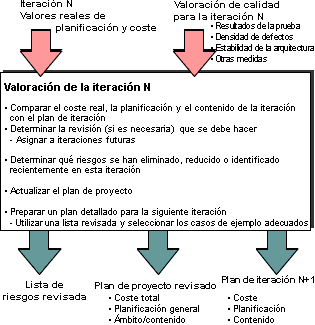 Iteración N
Valores reales de
planificación y coste
Valoración de calidad
para la iteración N
• Resultados de la prueba
• Densidad de defectos
• Estabilidad de la arquitectura
• Otras medidas
Valoración de la iteración N
• Comparar el coste real, la planificación y el contenido de la iteración
con el plan de iteración
• Determinar la revisión (si es necesaria) que se debe hacer
- Asignar a iteraciones futuras
• Determinar qué riesgos se han eliminado, reducido o identificado
recientemente en esta iteración
• Actualizar el plan de proyecto
• Preparar un plan detallado para la siguiente iteración
- Utilizar una lista revisada y seleccionar los casos de ejemplo adecuados
Lista de
riesgos revisada
Plan de proyecto revisado
• Coste total
• Planificación general
• Ámbito/contenido
Plan de iteración N+1
• Coste
• Planificación
• Contenido